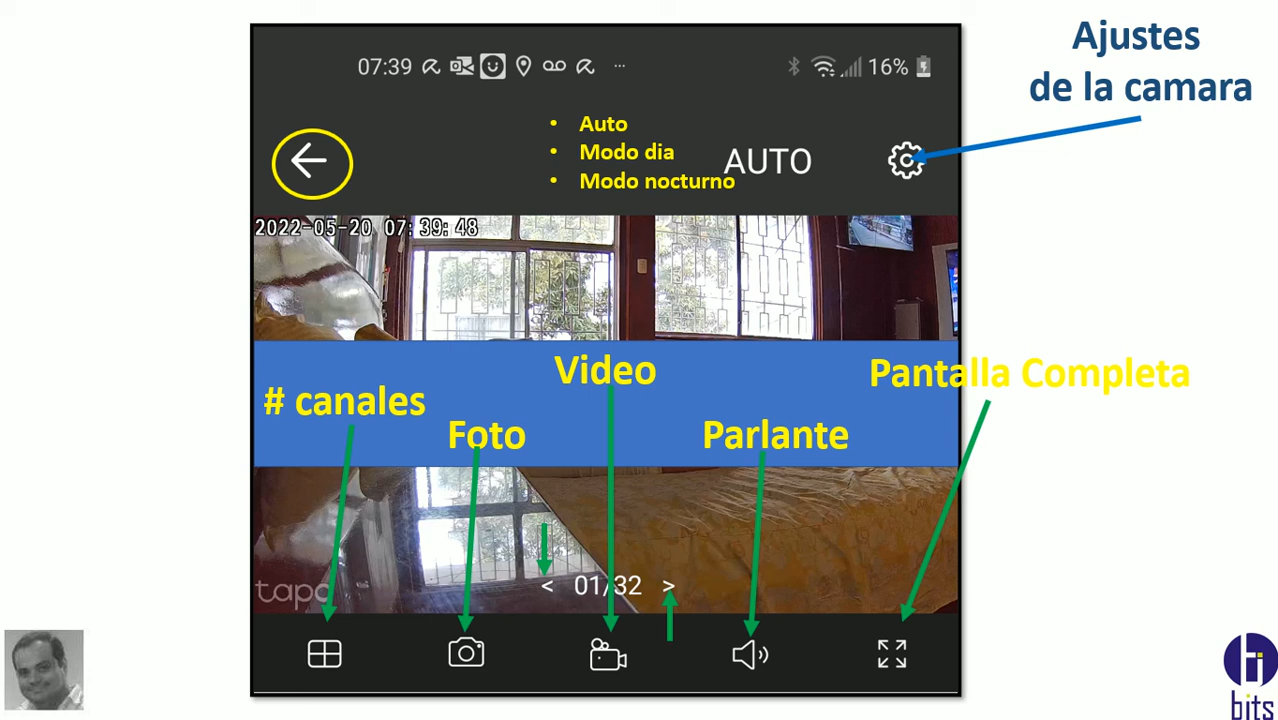 Ajustes
de la camara
07:39
16%
• Auto
• Modo dia
• Modo nocturno
AUTO
2022-05-20 07:39:48
Video
Pantalla Completa
# canales
Foto
Parlante
< 01/32 >
tapo
bits